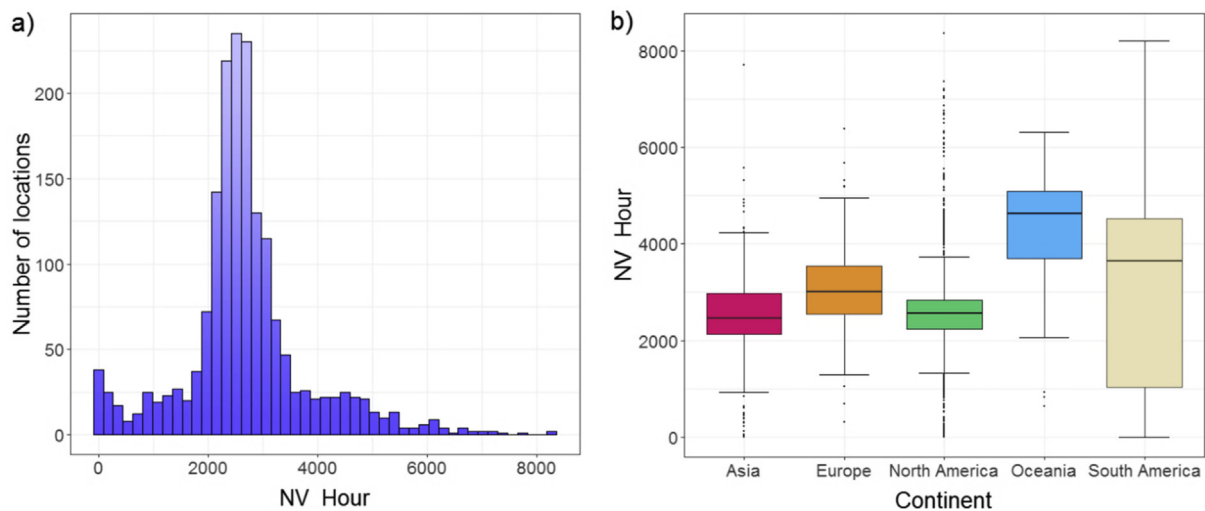 a)
Number of locations
200
150
100
50
0
0 2000 4000 6000 8000
NV Hour
b)
NV Hour
8000
6000
4000
2000
0
Asia Europe North America Oceania South America
Continent